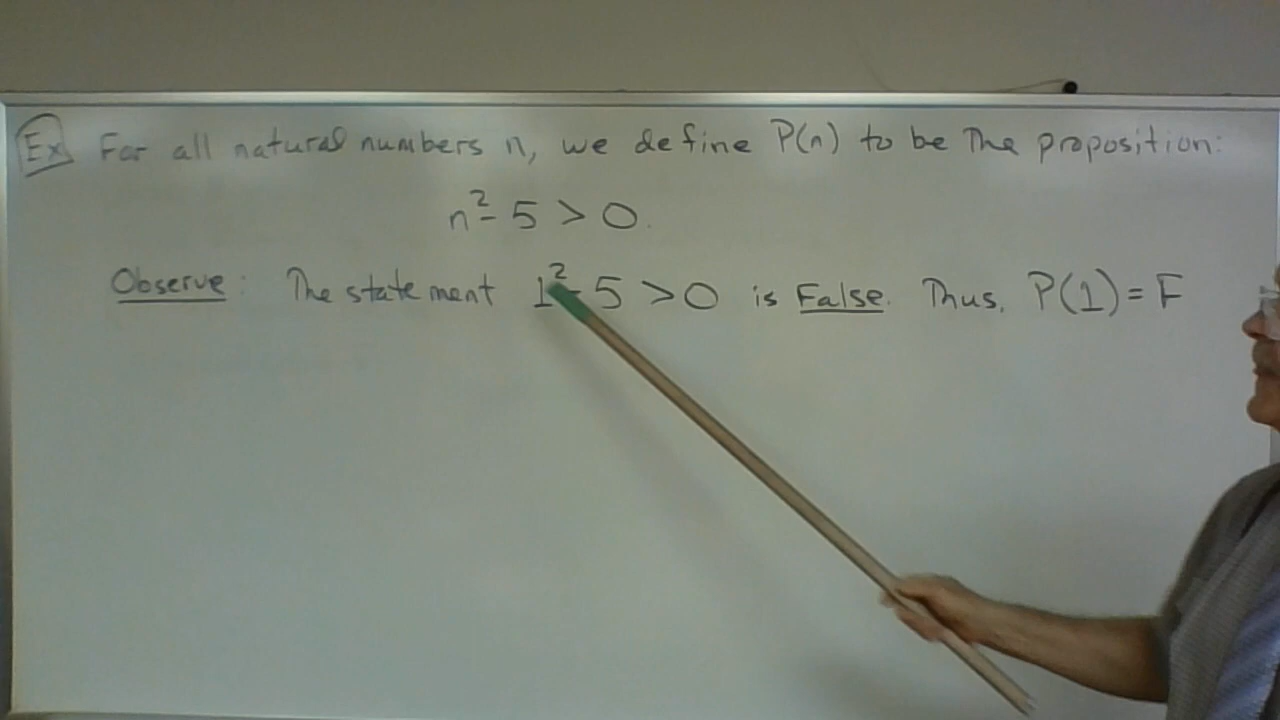 Ex For all natural numbers n, we define P(n) to be The proposition:
n² - 5 > 0.
Observe: The statement 1² - 5 > 0 is False. Thus, P(1) = F